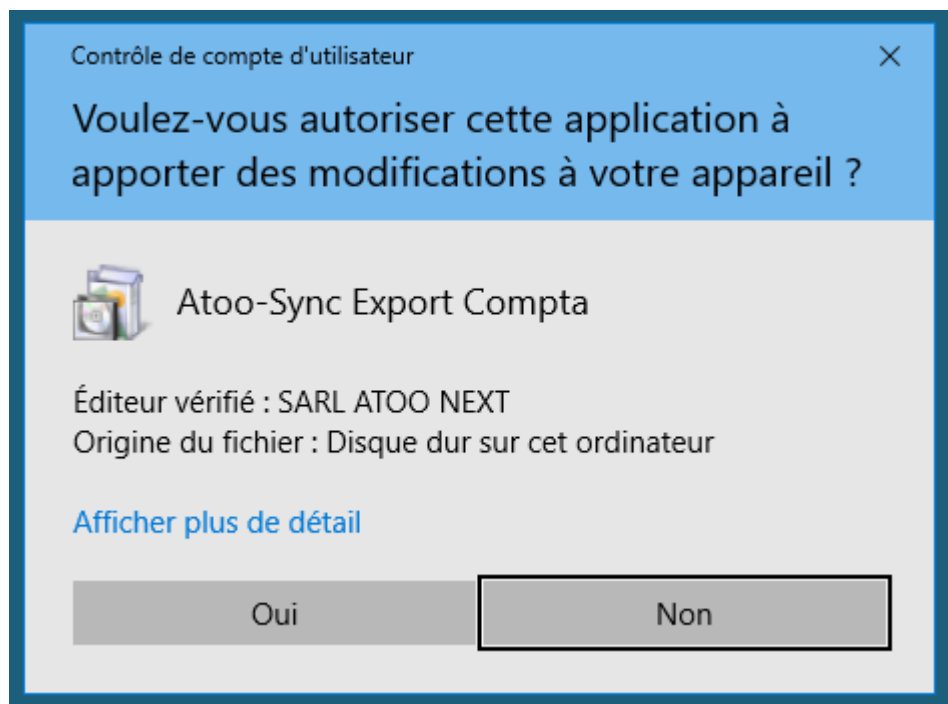 Contrôle de compte d'utilisateur
Voulez-vous autoriser cette application à
apporter des modifications à votre appareil ?
Atoo-Sync Export Compta
Éditeur vérifié : SARL ATOO NEXT
Origine du fichier : Disque dur sur cet ordinateur
Afficher plus de détail
Oui
Non